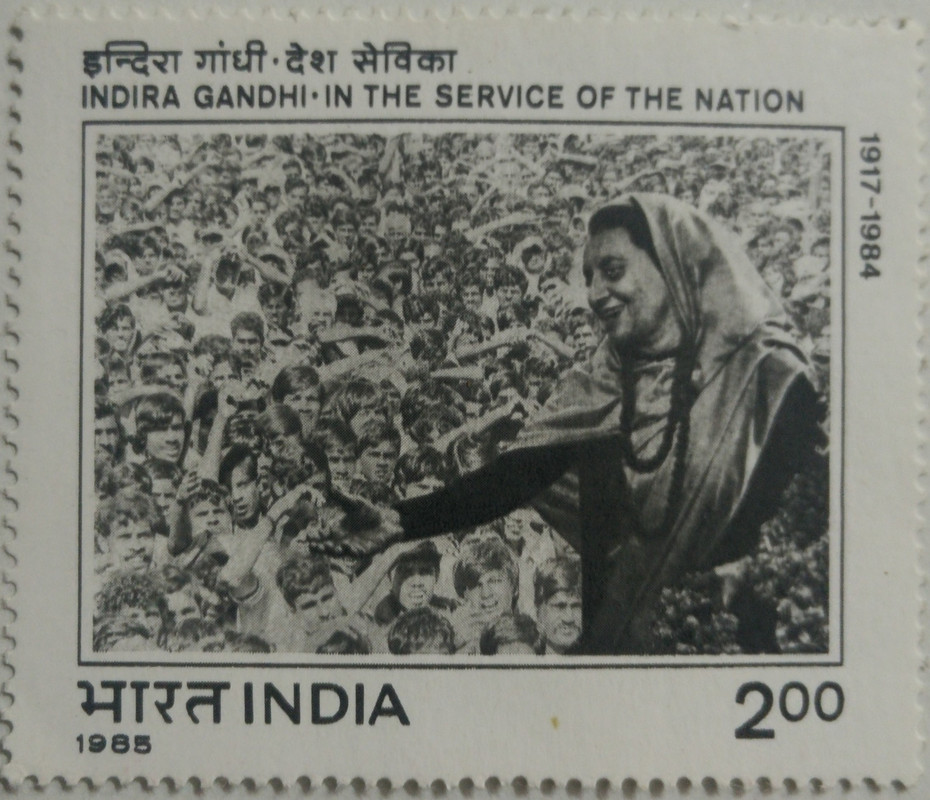 इन्दिरा गांधी · देश सेविका
INDIRA GANDHI · IN THE SERVICE OF THE NATION
1917-1984
भारत INDIA
2.00
1985